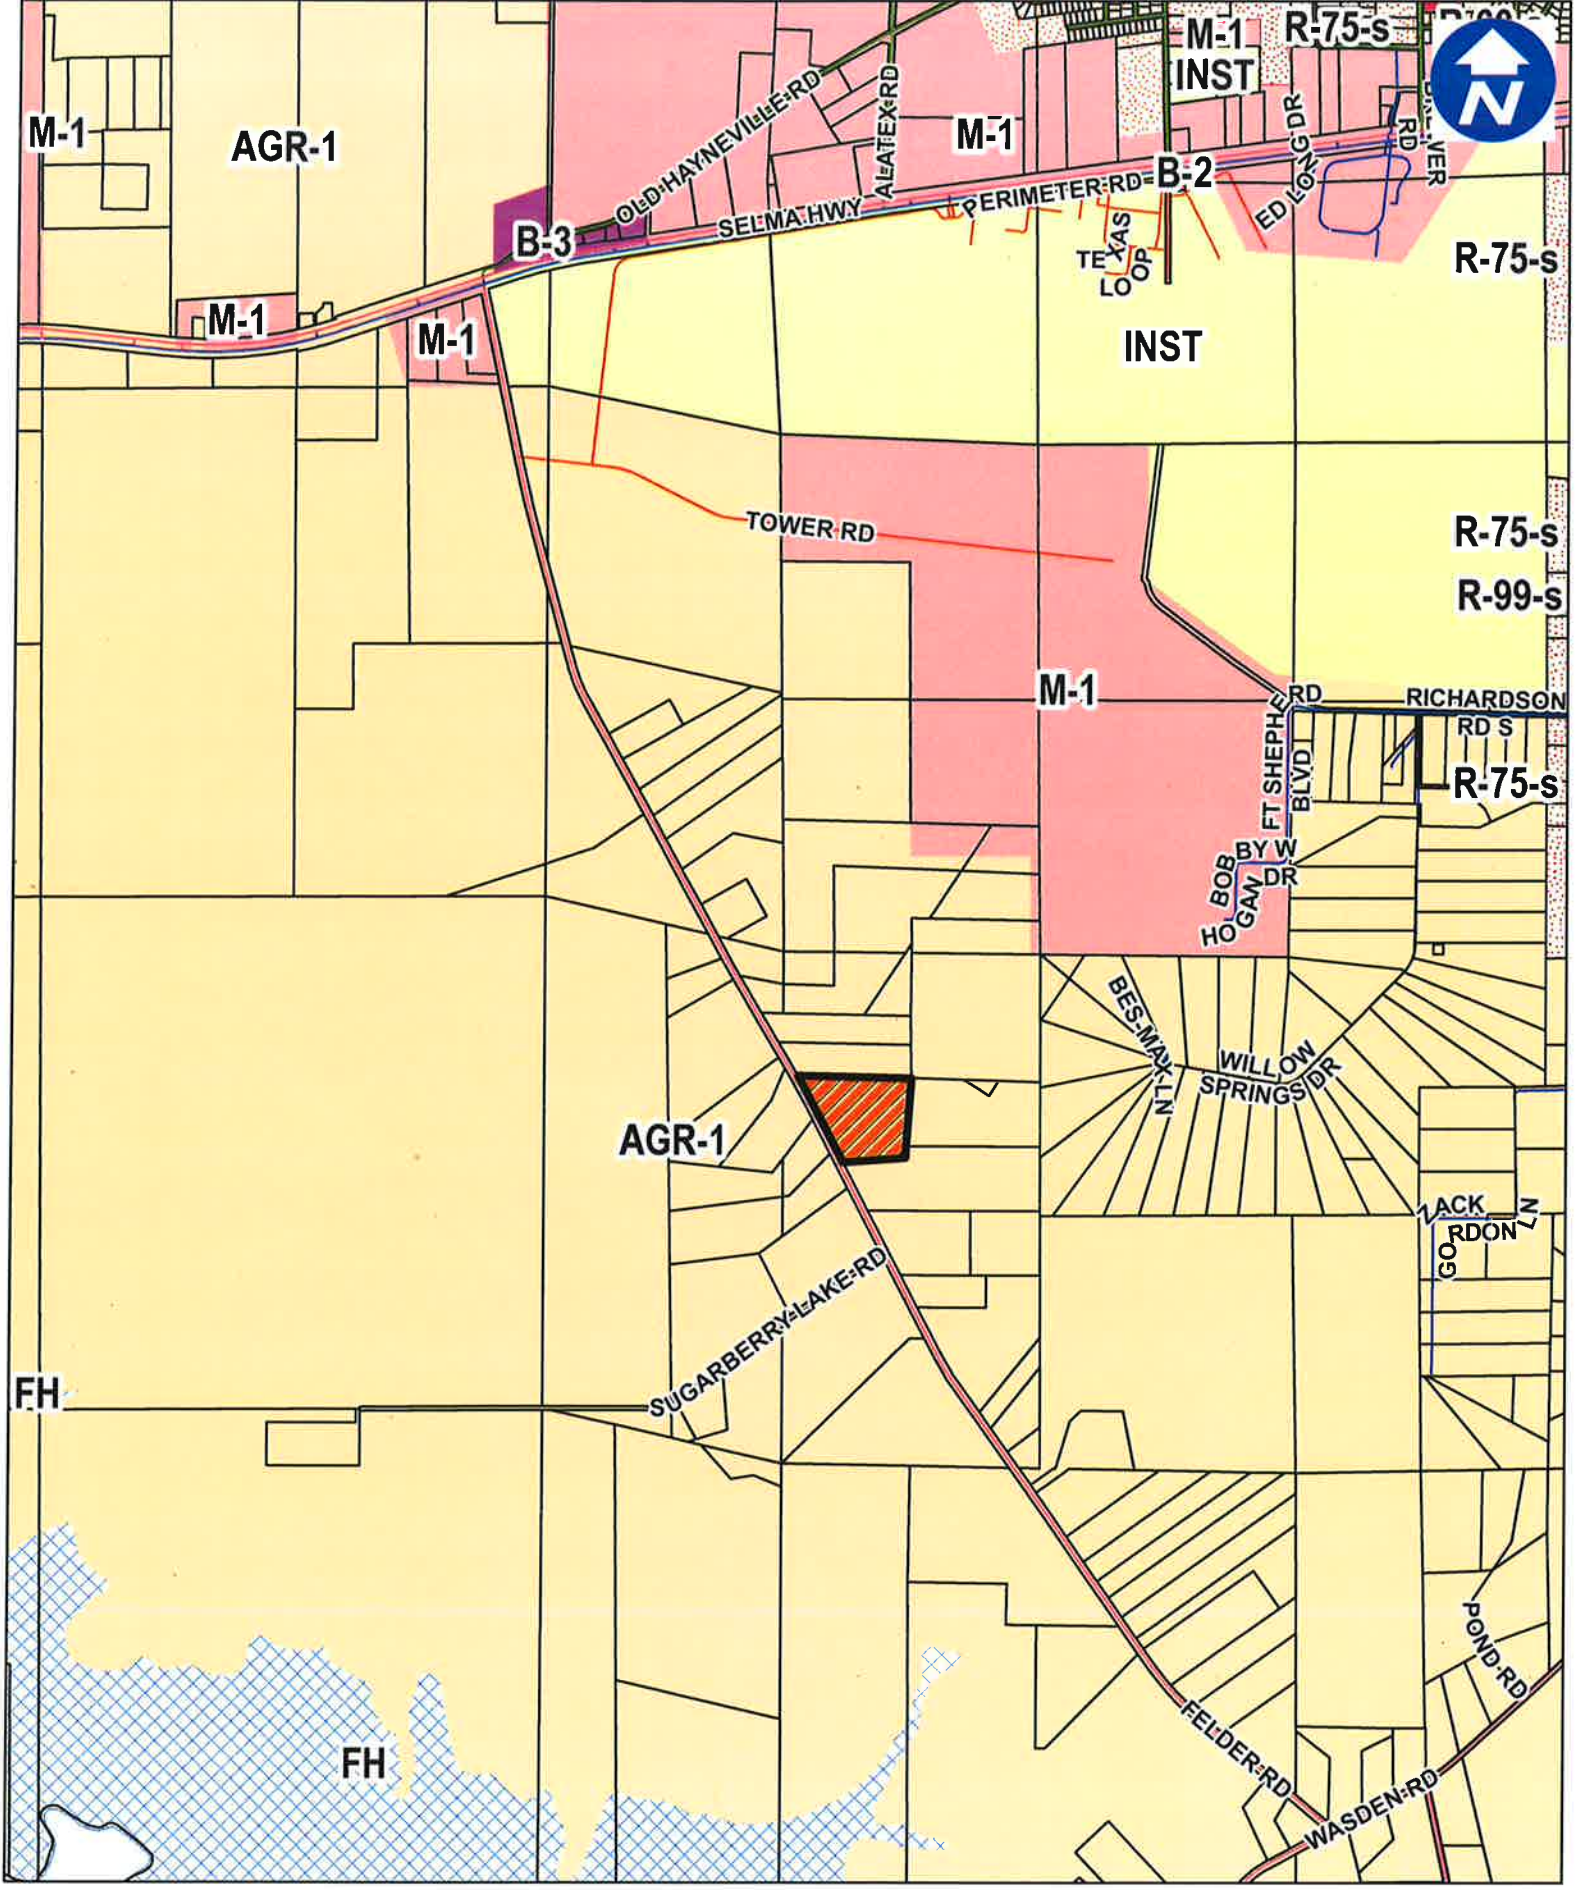 M-1
R-75-s
INST
M-1
AGR-1
OLD HAYNEVILLE RD
ALATEX RD
M-1
ED LONG DR
RD
B-2
PERIMETER RD
SELMA HWY
B-3
TEXAS
LOOP
R-75-s
M-1
M-1
INST
TOWER RD
R-75-s
R-99-s
M-1
RD
RICHARDSON
RD S
FT SHEPHE
BLVD
R-75-s
BOBBY W
HOGAN DR
BES-MAX LN
WILLOW
SPRINGS DR
AGR-1
ZACK
GORDON LN
SUGARBERRY LAKE RD
FH
POND RD
FH
FELDER RD
WASDEN RD
N